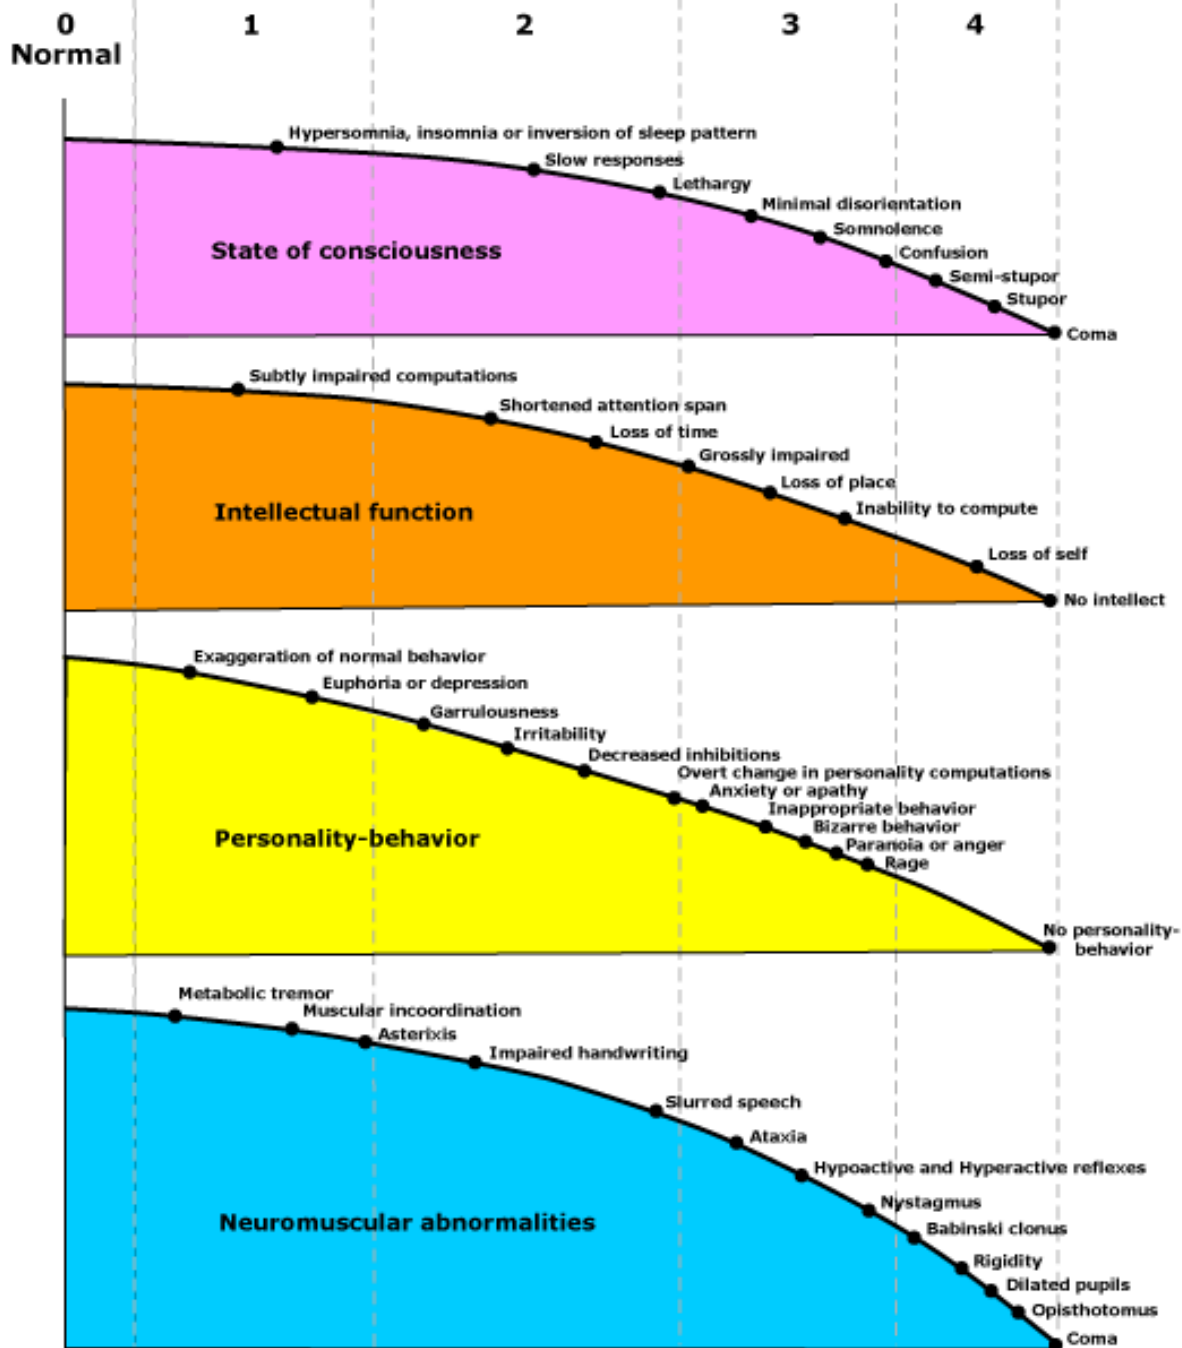 0 1 2 3 4
Normal
Hypersomnia, insomnia or inversion of sleep pattern
Slow responses
Lethargy
Minimal disorientation
Somnolence
State of consciousness
Confusion
Semi-stupor
Stupor
Coma
Subtly impaired computations
Shortened attention span
Loss of time
Grossly impaired
Loss of place
Intellectual function
Inability to compute
Loss of self
No intellect
Exaggeration of normal behavior
Euphoria or depression
Garrulousness
Irritability
Decreased inhibitions
Overt change in personality computations
Anxiety or apathy
Inappropriate behavior
Bizarre behavior
Personality-behavior
Paranoia or anger
Rage
No personality-
behavior
Metabolic tremor
Muscular incoordination
Asterixis
Impaired handwriting
Slurred speech
Ataxia
Hypoactive and Hyperactive reflexes
Nystagmus
Neuromuscular abnormalities
Babinski clonus
Rigidity
Dilated pupils
Opisthotomus
Coma